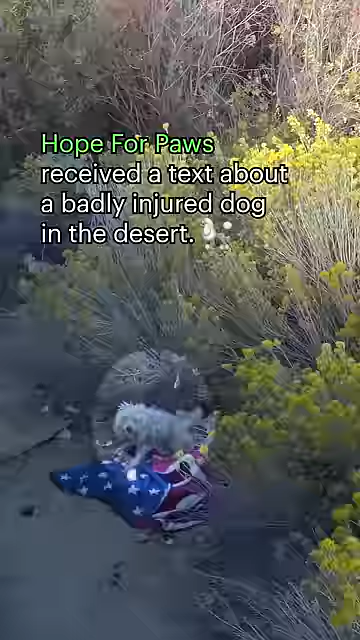 Hope For Paws
received a text about
a badly injured dog
in the desert.